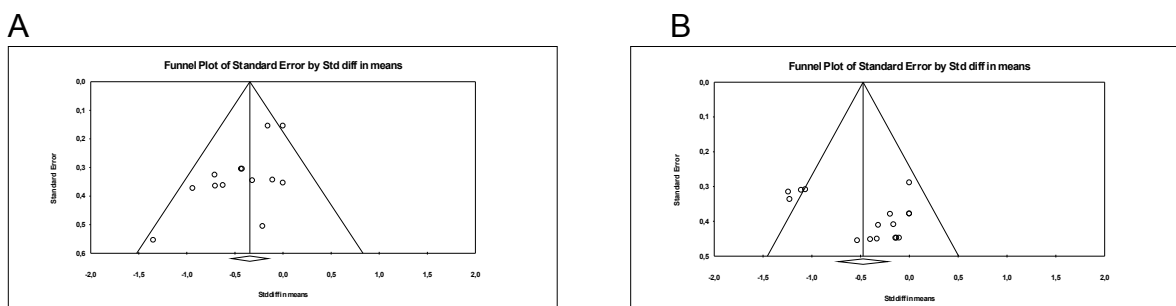 A
Funnel Plot of Standard Error by Std diff in means
0,0
0,1
0,2
0,3
0,4
0,5
0,6
Standard Error
-2,0 -1,5 -1,0 -0,5 0,0 0,5 1,0 1,5 2,0
Std diff in means
B
Funnel Plot of Standard Error by Std diff in means
0,0
0,1
0,2
0,3
0,4
0,5
Standard Error
-2,0 -1,5 -1,0 -0,5 0,0 0,5 1,0 1,5 2,0
Std diff in means